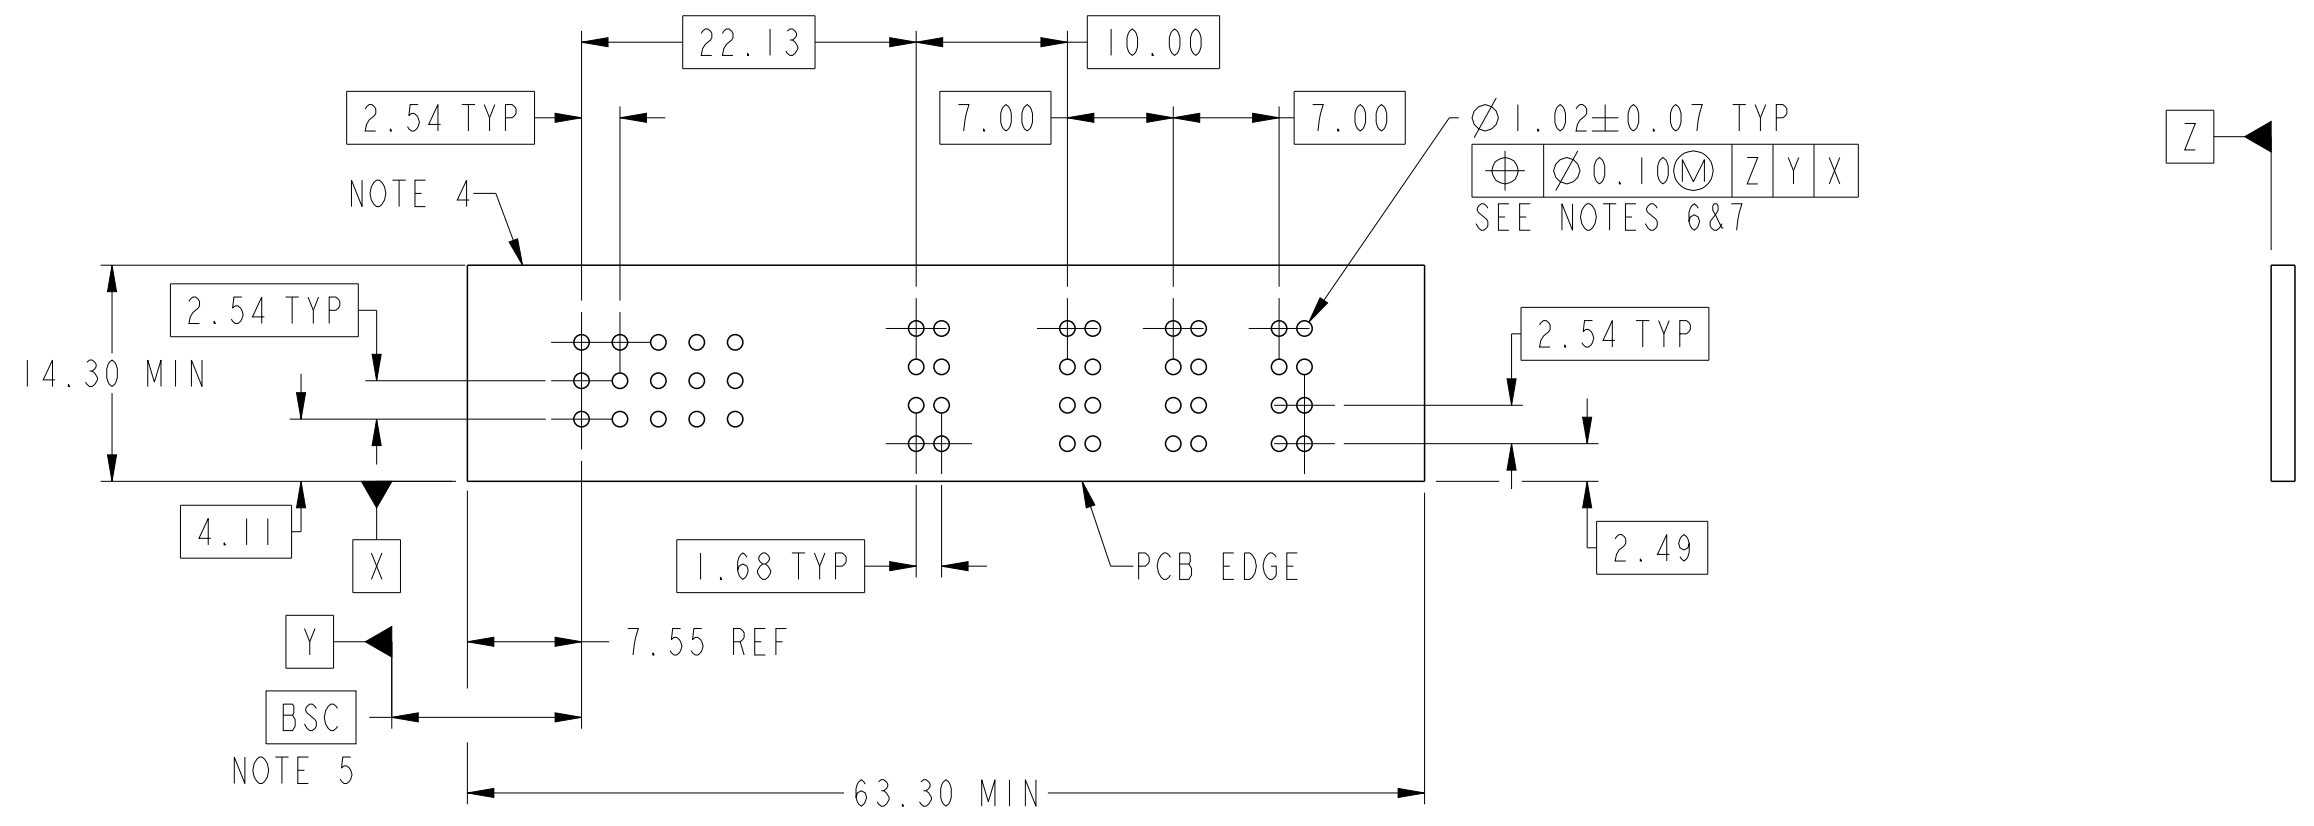 22.13
10.00
2.54 TYP
7.00
7.00
Ø1.02±0.07 TYP
⌖ Ø0.10Ⓜ Z Y X
SEE NOTES 6&7
Z
NOTE 4
2.54 TYP
2.54 TYP
14.30 MIN
4.11
X
1.68 TYP
PCB EDGE
2.49
Y
7.55 REF
BSC
NOTE 5
63.30 MIN